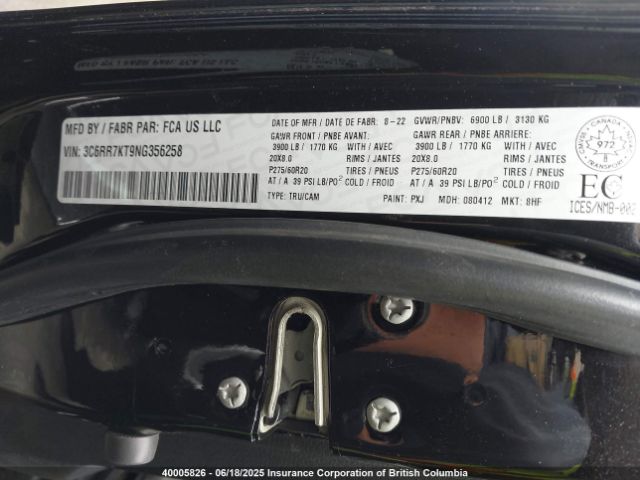 MFD BY / FABR PAR: FCA US LLC
VIN: 3C6RR7KT9NG356258
DATE OF MFR / DATE DE FABR: 8-22 GVWR/PNBV: 6900 LB / 3130 KG
GAWR FRONT / PNBE AVANT: GAWR REAR / PNBE ARRIERE:
3900 LB / 1770 KG WITH / AVEC 3900 LB / 1770 KG WITH / AVEC
20X8.0 RIMS / JANTES 20X8.0 RIMS / JANTES
P275/60R20 TIRES / PNEUS P275/60R20 TIRES / PNEUS
AT / A 39 PSI LB/PO² COLD / A FROID AT / A 39 PSI LB/PO² COLD / A FROID
TYPE: TRU/CAM PAINT: PXJ MDH: 080412 MKT: 8HF
CANADA
972
8
TRANSPORT
EC
ICES/NMB-002
40005826 - 06/18/2025 Insurance Corporation of British Columbia